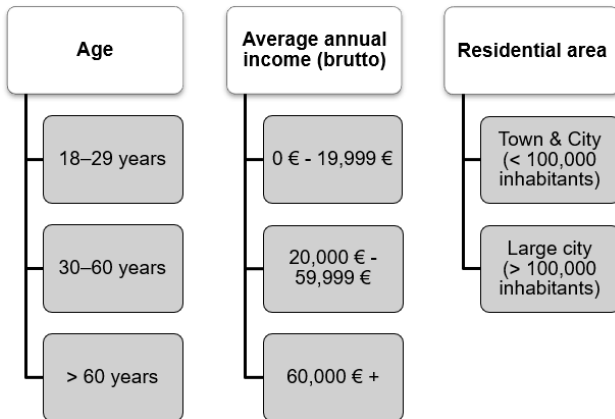 Age
18–29 years
30–60 years
> 60 years
Average annual
income (brutto)
0 € - 19,999 €
20,000 € -
59,999 €
60,000 € +
Residential area
Town & City
(< 100,000
inhabitants)
Large city
(> 100,000
inhabitants)